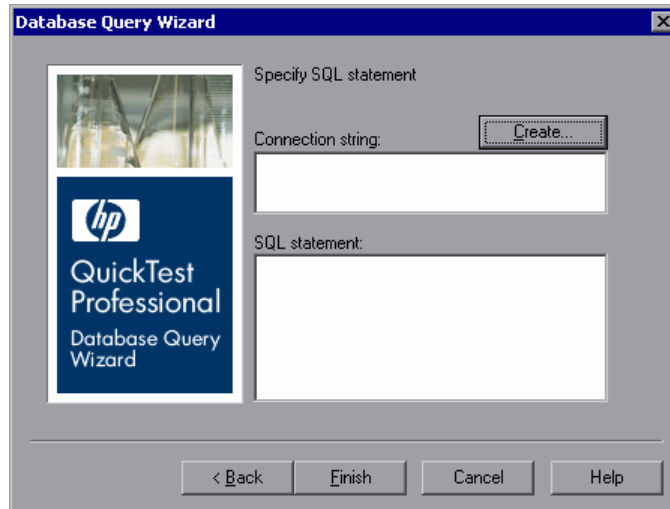 Database Query Wizard
Specify SQL statement
Create...
Connection string:
SQL statement:
hp
QuickTest
Professional
Database Query
Wizard
< Back
Finish
Cancel
Help